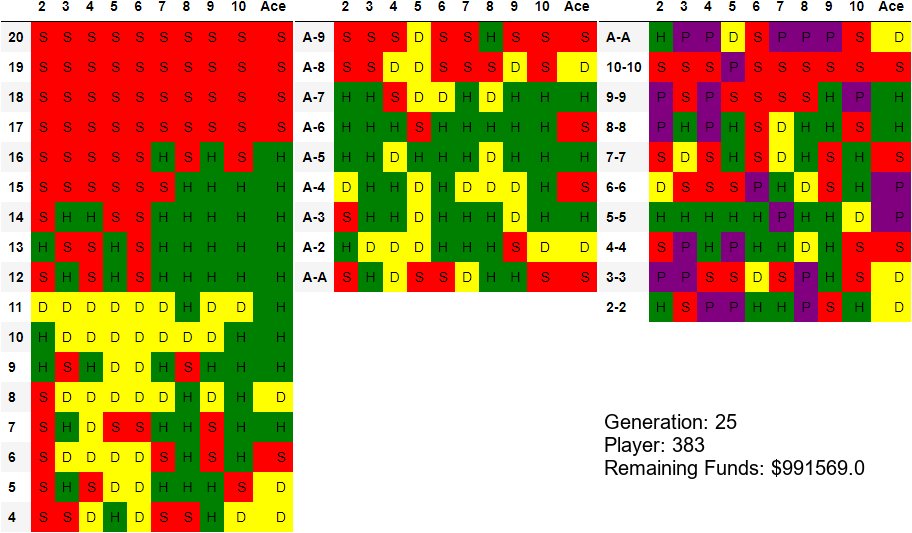 2 3 4 5 6 7 8 9 10 Ace
20 S S S S S S S S S S
19 S S S S S S S S S S
18 S S S S S S S S S S
17 S S S S S S S S S S
16 S S S S S H S H S H
15 S S S S S S H H H H
14 S H H S S H H H H H
13 H S S H S H H H H H
12 S H S H S H H H H H
11 D D D D D D H D D H
10 H D D D D D D D H H
9 H S H D D H S H H H
8 S D D D D D H D H D
7 S H D S S H H S H H
6 S D D D D S H S H S
5 S H S D D H H H S D
4 S S D H D S S H D D
2 3 4 5 6 7 8 9 10 Ace
A-9 S S S D S S H S S S
A-8 S S D D S S S D S D
A-7 H H S D D H D H H H
A-6 H H H S H H H H H S
A-5 H H D H H H D H H H
A-4 D H H D H D D D H S
A-3 S H H D H H H D H H
A-2 H D D D H H H S D D
A-A S H D S S D H H S S
2 3 4 5 6 7 8 9 10 Ace
A-A H P P D S P P P S D
10-10 S S S P S S S S S S
9-9 P S P S S S S H P H
8-8 P H P H S D H H S H
7-7 S D S H S D H S H S
6-6 D S S S P H D S H P
5-5 H H H H H P H H D P
4-4 S P H P H H D H S S
3-3 P P S S D S P H S D
2-2 H S P P H H P S H D
Generation: 25
Player: 383
Remaining Funds: $991569.0